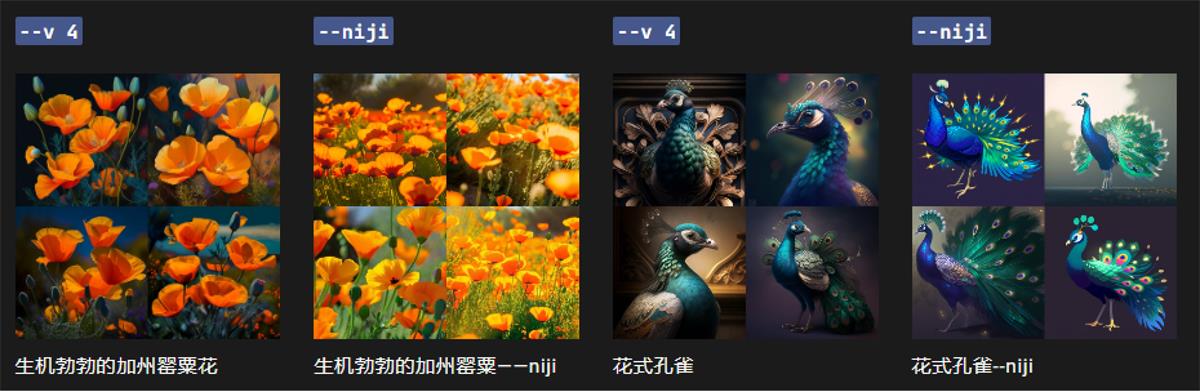 --v 4
--niji
--v 4
--niji
生机勃勃的加州罂粟花
生机勃勃的加州罂粟——niji
花式孔雀
花式孔雀--niji